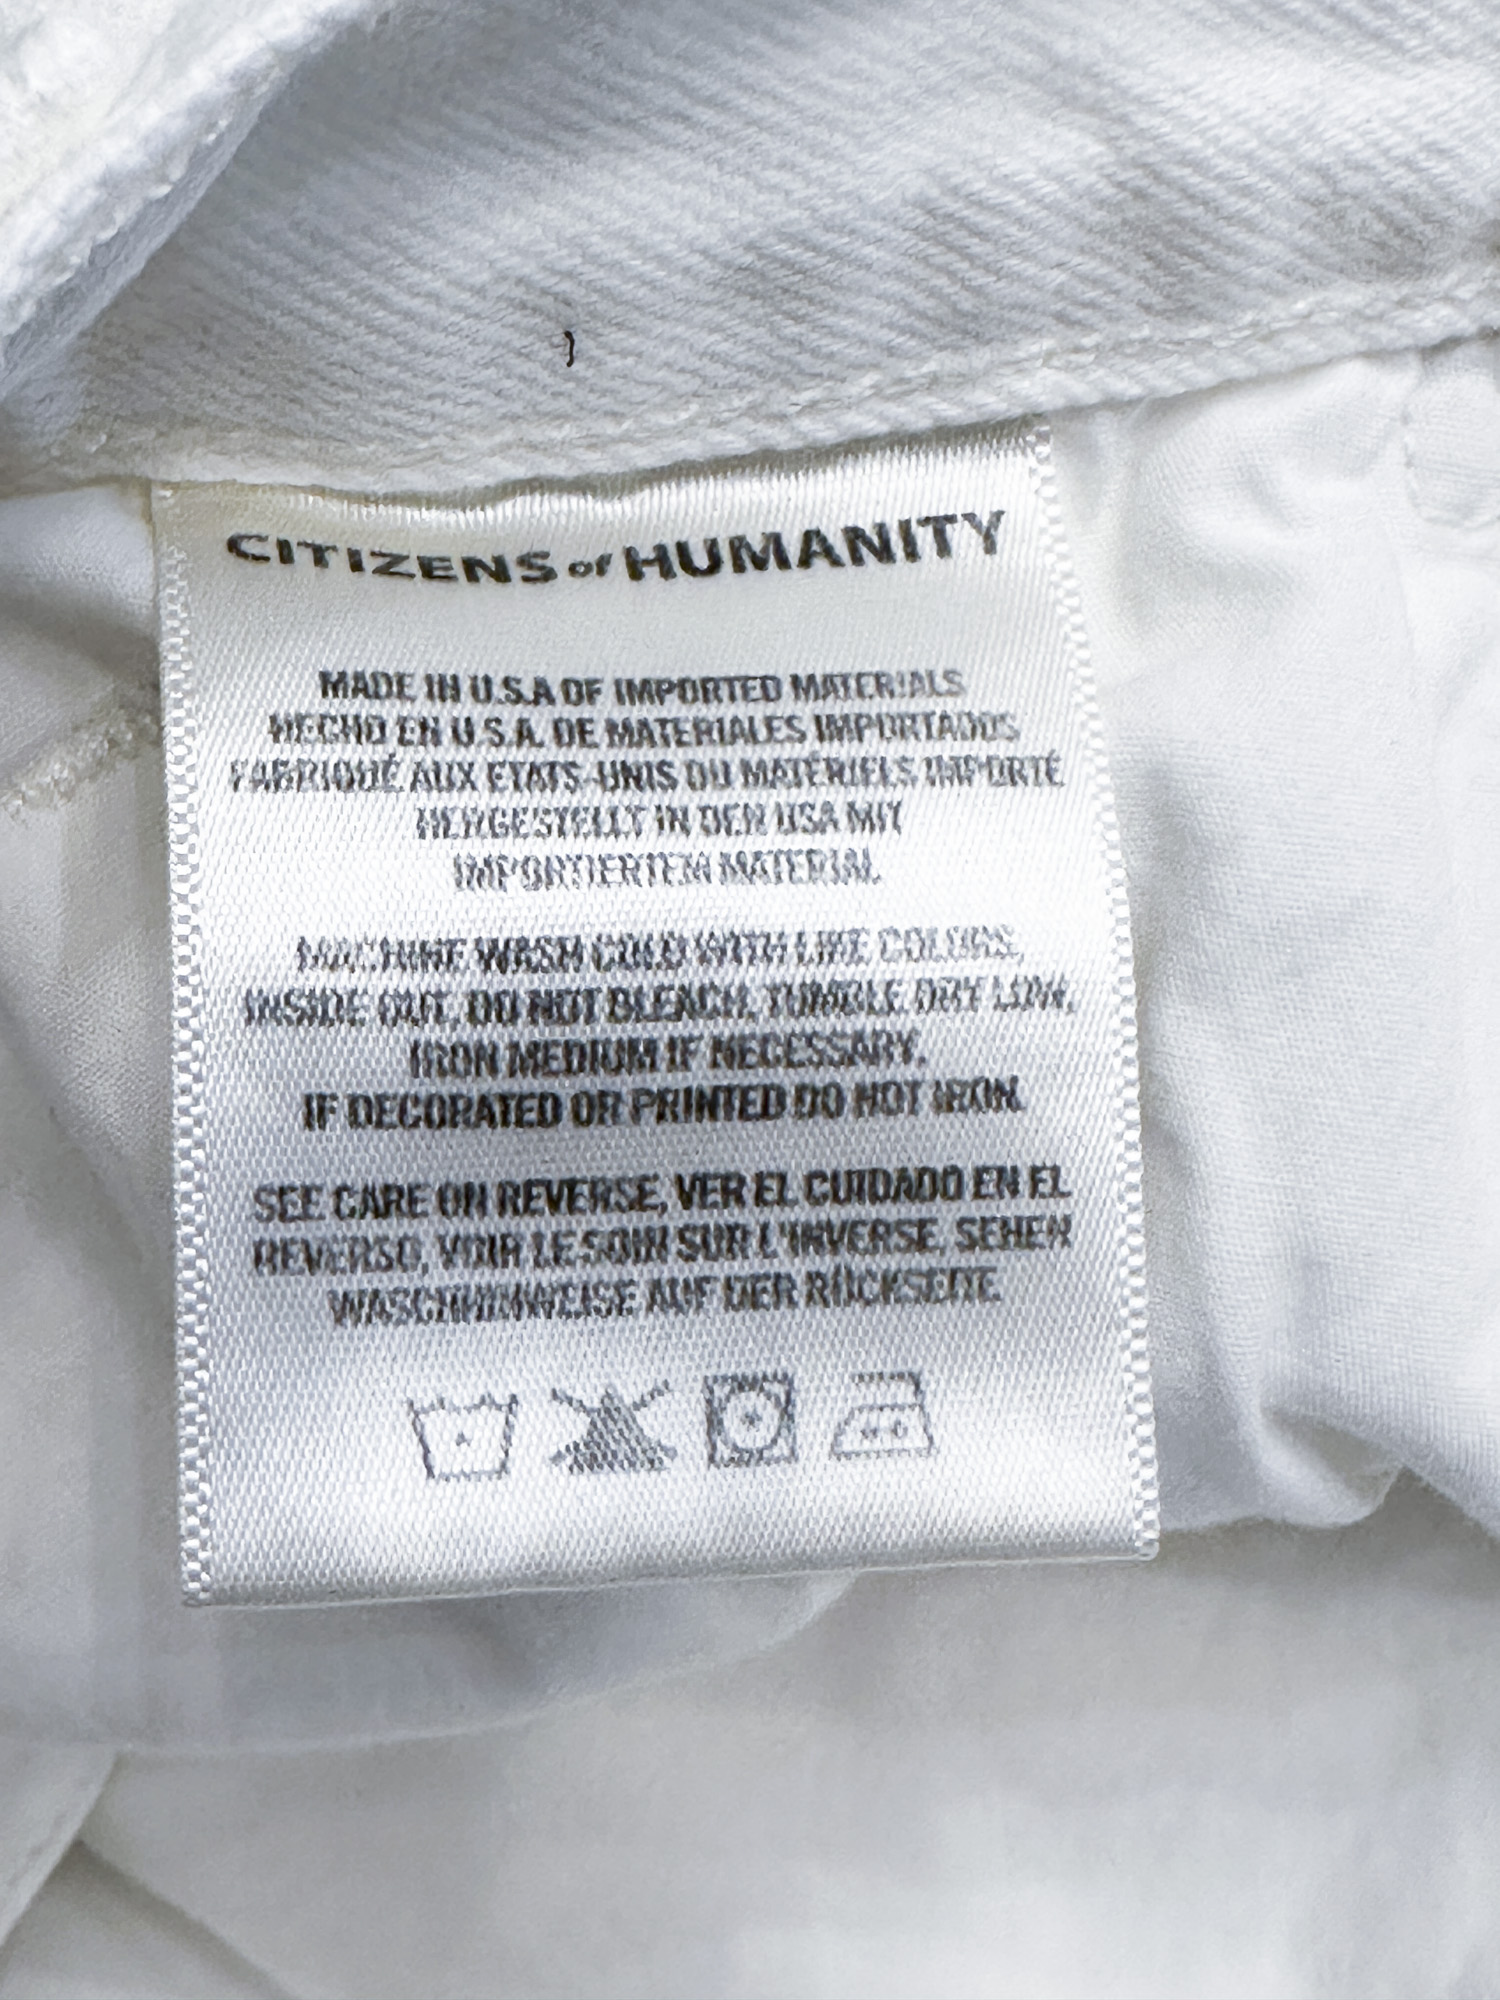 CITIZENS of HUMANITY
MADE IN U.S.A OF IMPORTED MATERIALS
HECHO EN U.S.A. DE MATERIALES IMPORTADOS
FABRIQUÉ AUX ETATS-UNIS DU MATÉRIELS IMPORTÉ
HERGESTELLT IN DEN USA MIT
IMPORTIERTEM MATERIAL
MACHINE WASH COLD WITH LIKE COLORS,
INSIDE OUT, DO NOT BLEACH, TUMBLE DRY LOW,
IRON MEDIUM IF NECESSARY.
IF DECORATED OR PRINTED DO NOT IRON.
SEE CARE ON REVERSE, VER EL CUIDADO EN EL
REVERSO, VOIR LE SOIN SUR L'INVERSE, SEHEN
WASCHHINWEISE AUF DER RÜCKSEITE